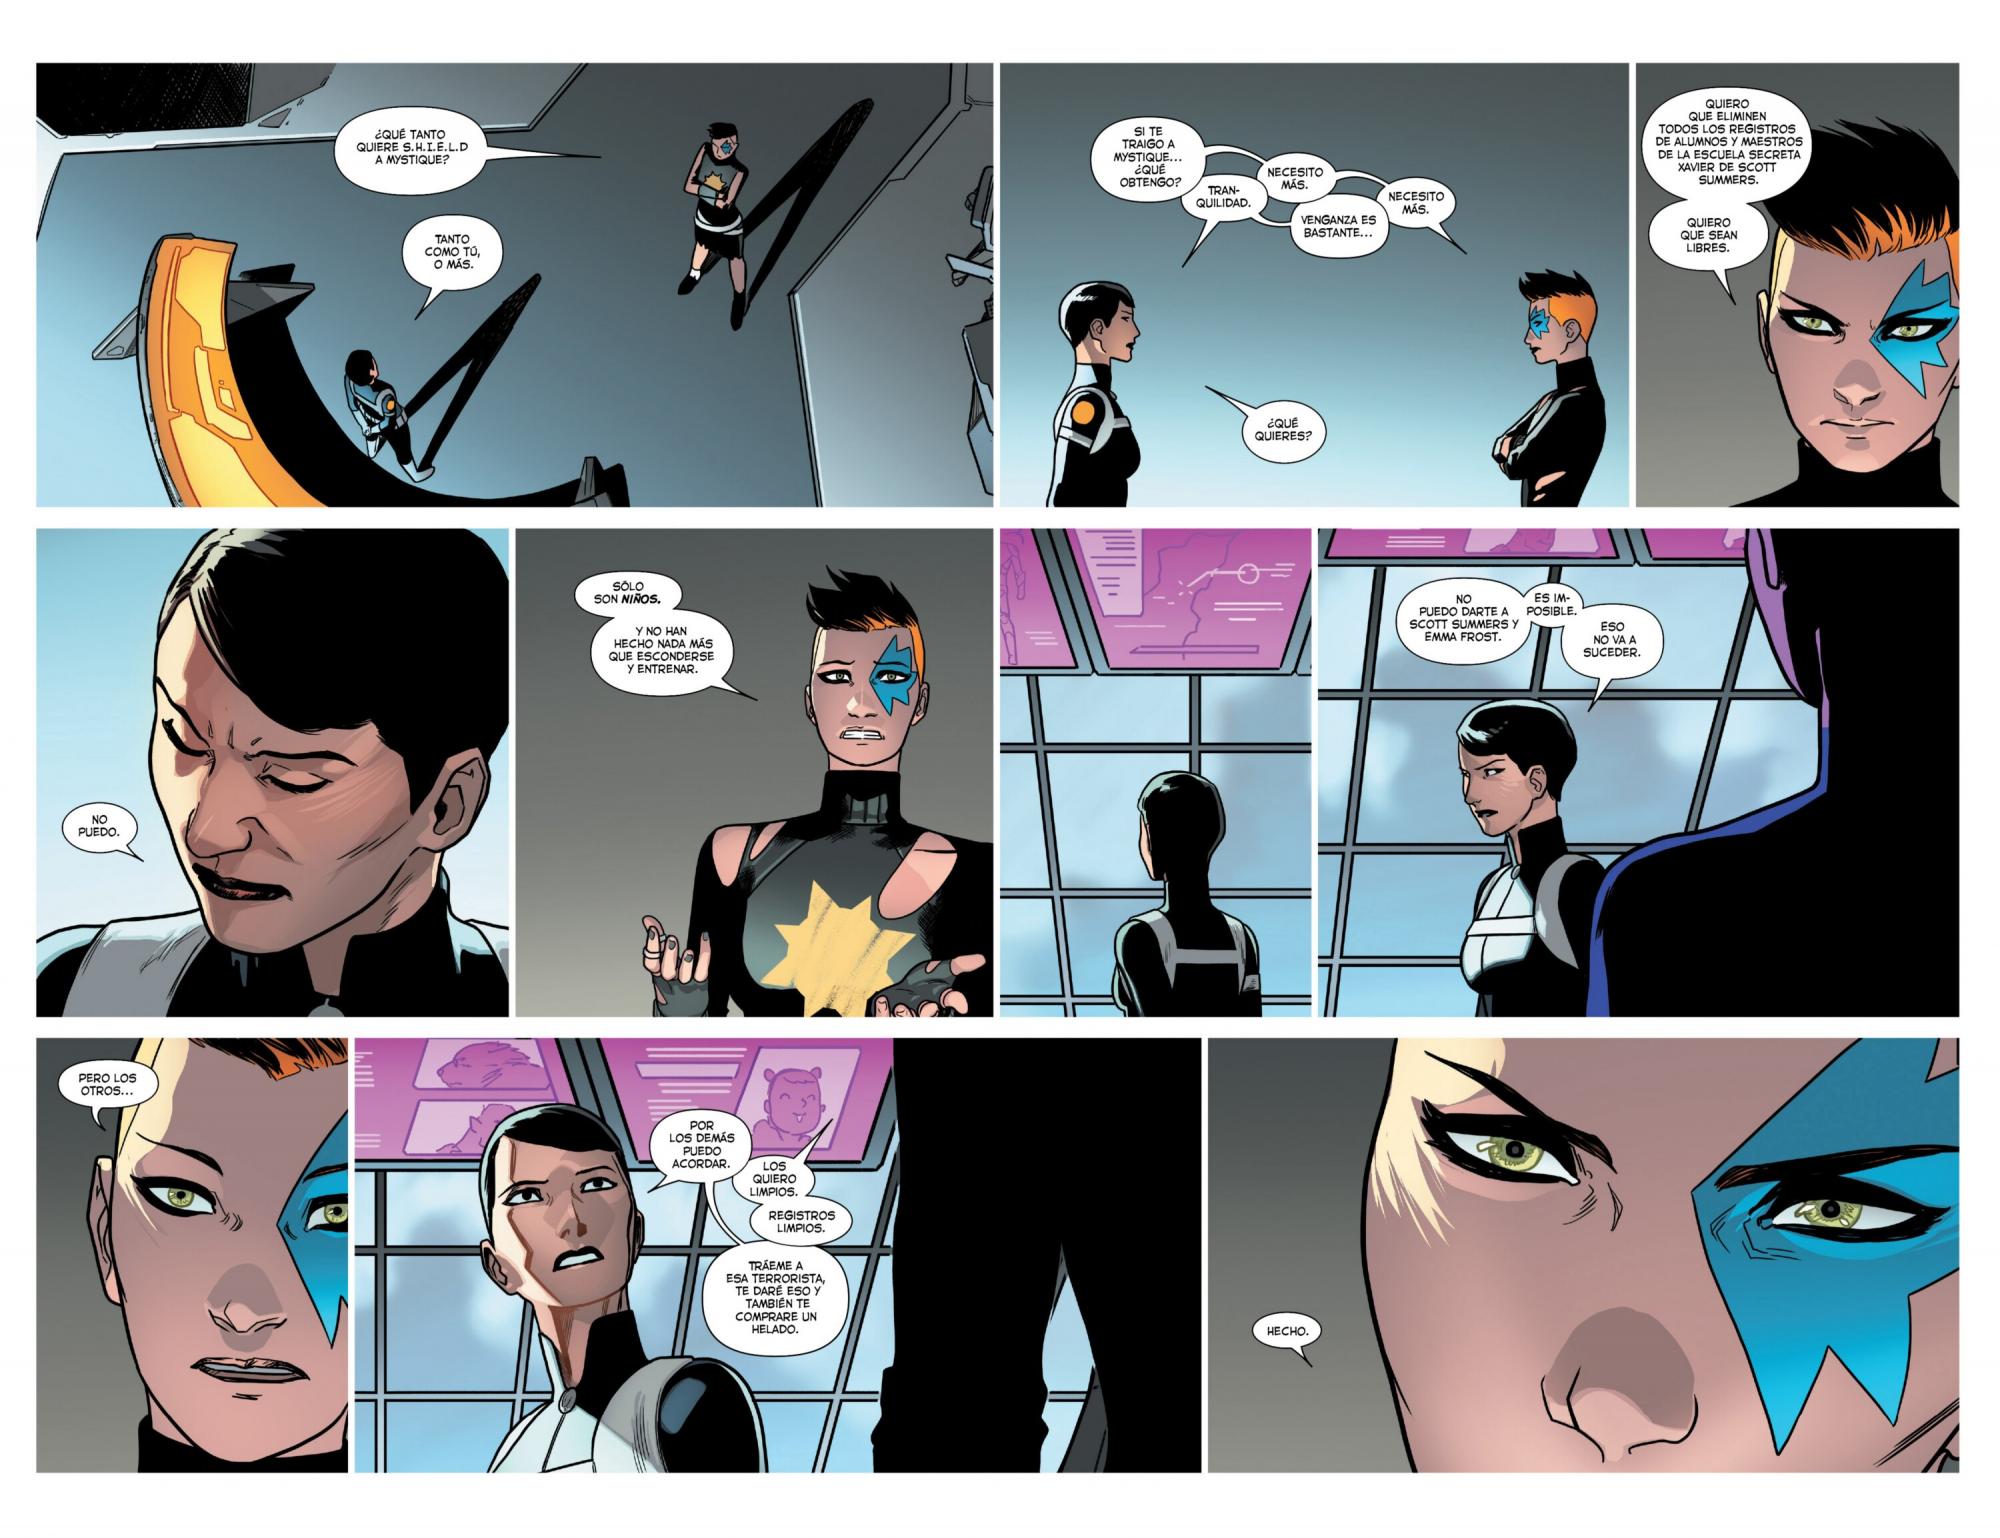 ¿QUÉ TANTO
QUIERE S.H.I.E.L.D
A MYSTIQUE?
TANTO
COMO TÚ,
O MÁS.
SI TE
TRAIGO A
MYSTIQUE...
¿QUÉ
OBTENGO?
TRAN-
QUILIDAD.
NECESITO
MÁS.
VENGANZA ES
BASTANTE...
NECESITO
MÁS.
¿QUÉ
QUIERES?
QUIERO
QUE ELIMINEN
TODOS LOS REGISTROS
DE ALUMNOS Y MAESTROS
DE LA ESCUELA SECRETA
XAVIER DE SCOTT
SUMMERS.
QUIERO
QUE SEAN
LIBRES.
NO
PUEDO.
SÓLO
SON NIÑOS.
Y NO HAN
HECHO NADA MÁS
QUE ESCONDERSE
Y ENTRENAR.
NO
PUEDO DARTE A
SCOTT SUMMERS Y
EMMA FROST.
ES IM-
POSIBLE.
ESO
NO VA A
SUCEDER.
PERO LOS
OTROS...
POR
LOS DEMÁS
PUEDO
ACORDAR.
LOS
QUIERO
LIMPIOS.
REGISTROS
LIMPIOS.
TRÁEME A
ESA TERRORISTA,
TE DARÉ ESO Y
TAMBIÉN TE
COMPRARE UN
HELADO.
HECHO.